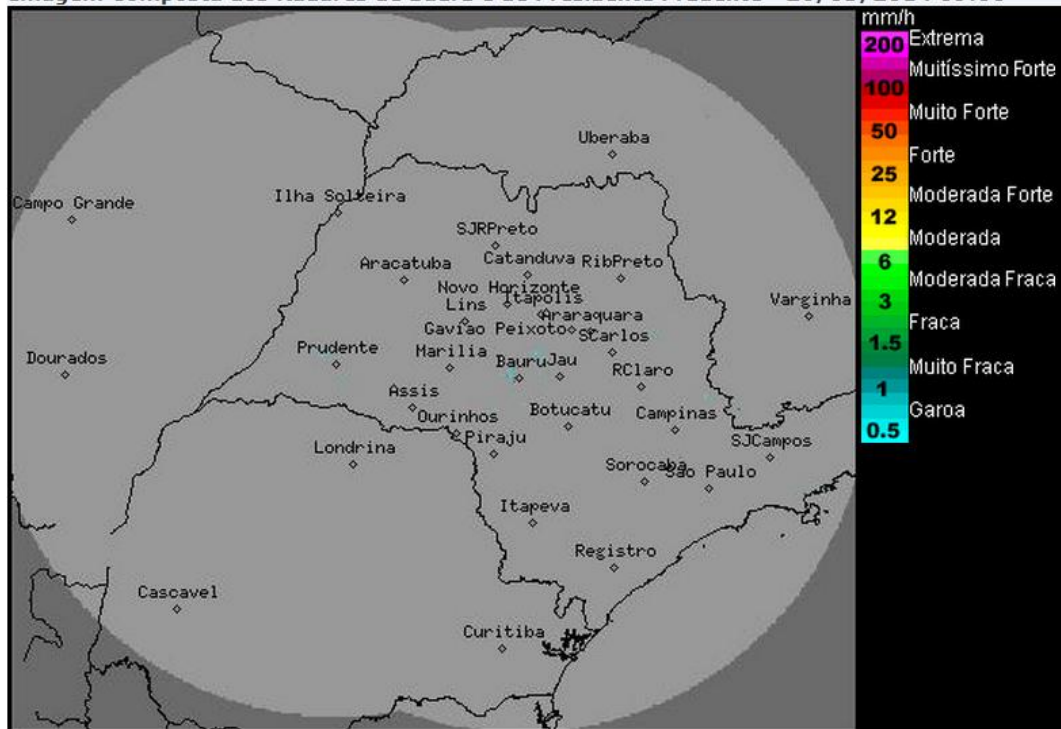 mm/h
200 Extrema
Muitíssimo Forte
100
Muito Forte
50
Forte
25
Moderada Forte
12
Moderada
6
Moderada Fraca
3
Fraca
1.5
Muito Fraca
1
Garoa
0.5
Uberaba
Campo Grande
Ilha Solteira
SJRPreto
Catanduva
RibPreto
Aracatuba
Novo Horizonte
Itapolis
Lins
Varginha
Araraquara
Gaviao Peixoto
SCarlos
Prudente
Marilia
Dourados
Bauru
Jau
RClaro
Assis
Ourinhos
Botucatu
Campinas
Piraju
Londrina
SJCampos
Sorocaba
Sao Paulo
Itapeva
Registro
Cascavel
Curitiba